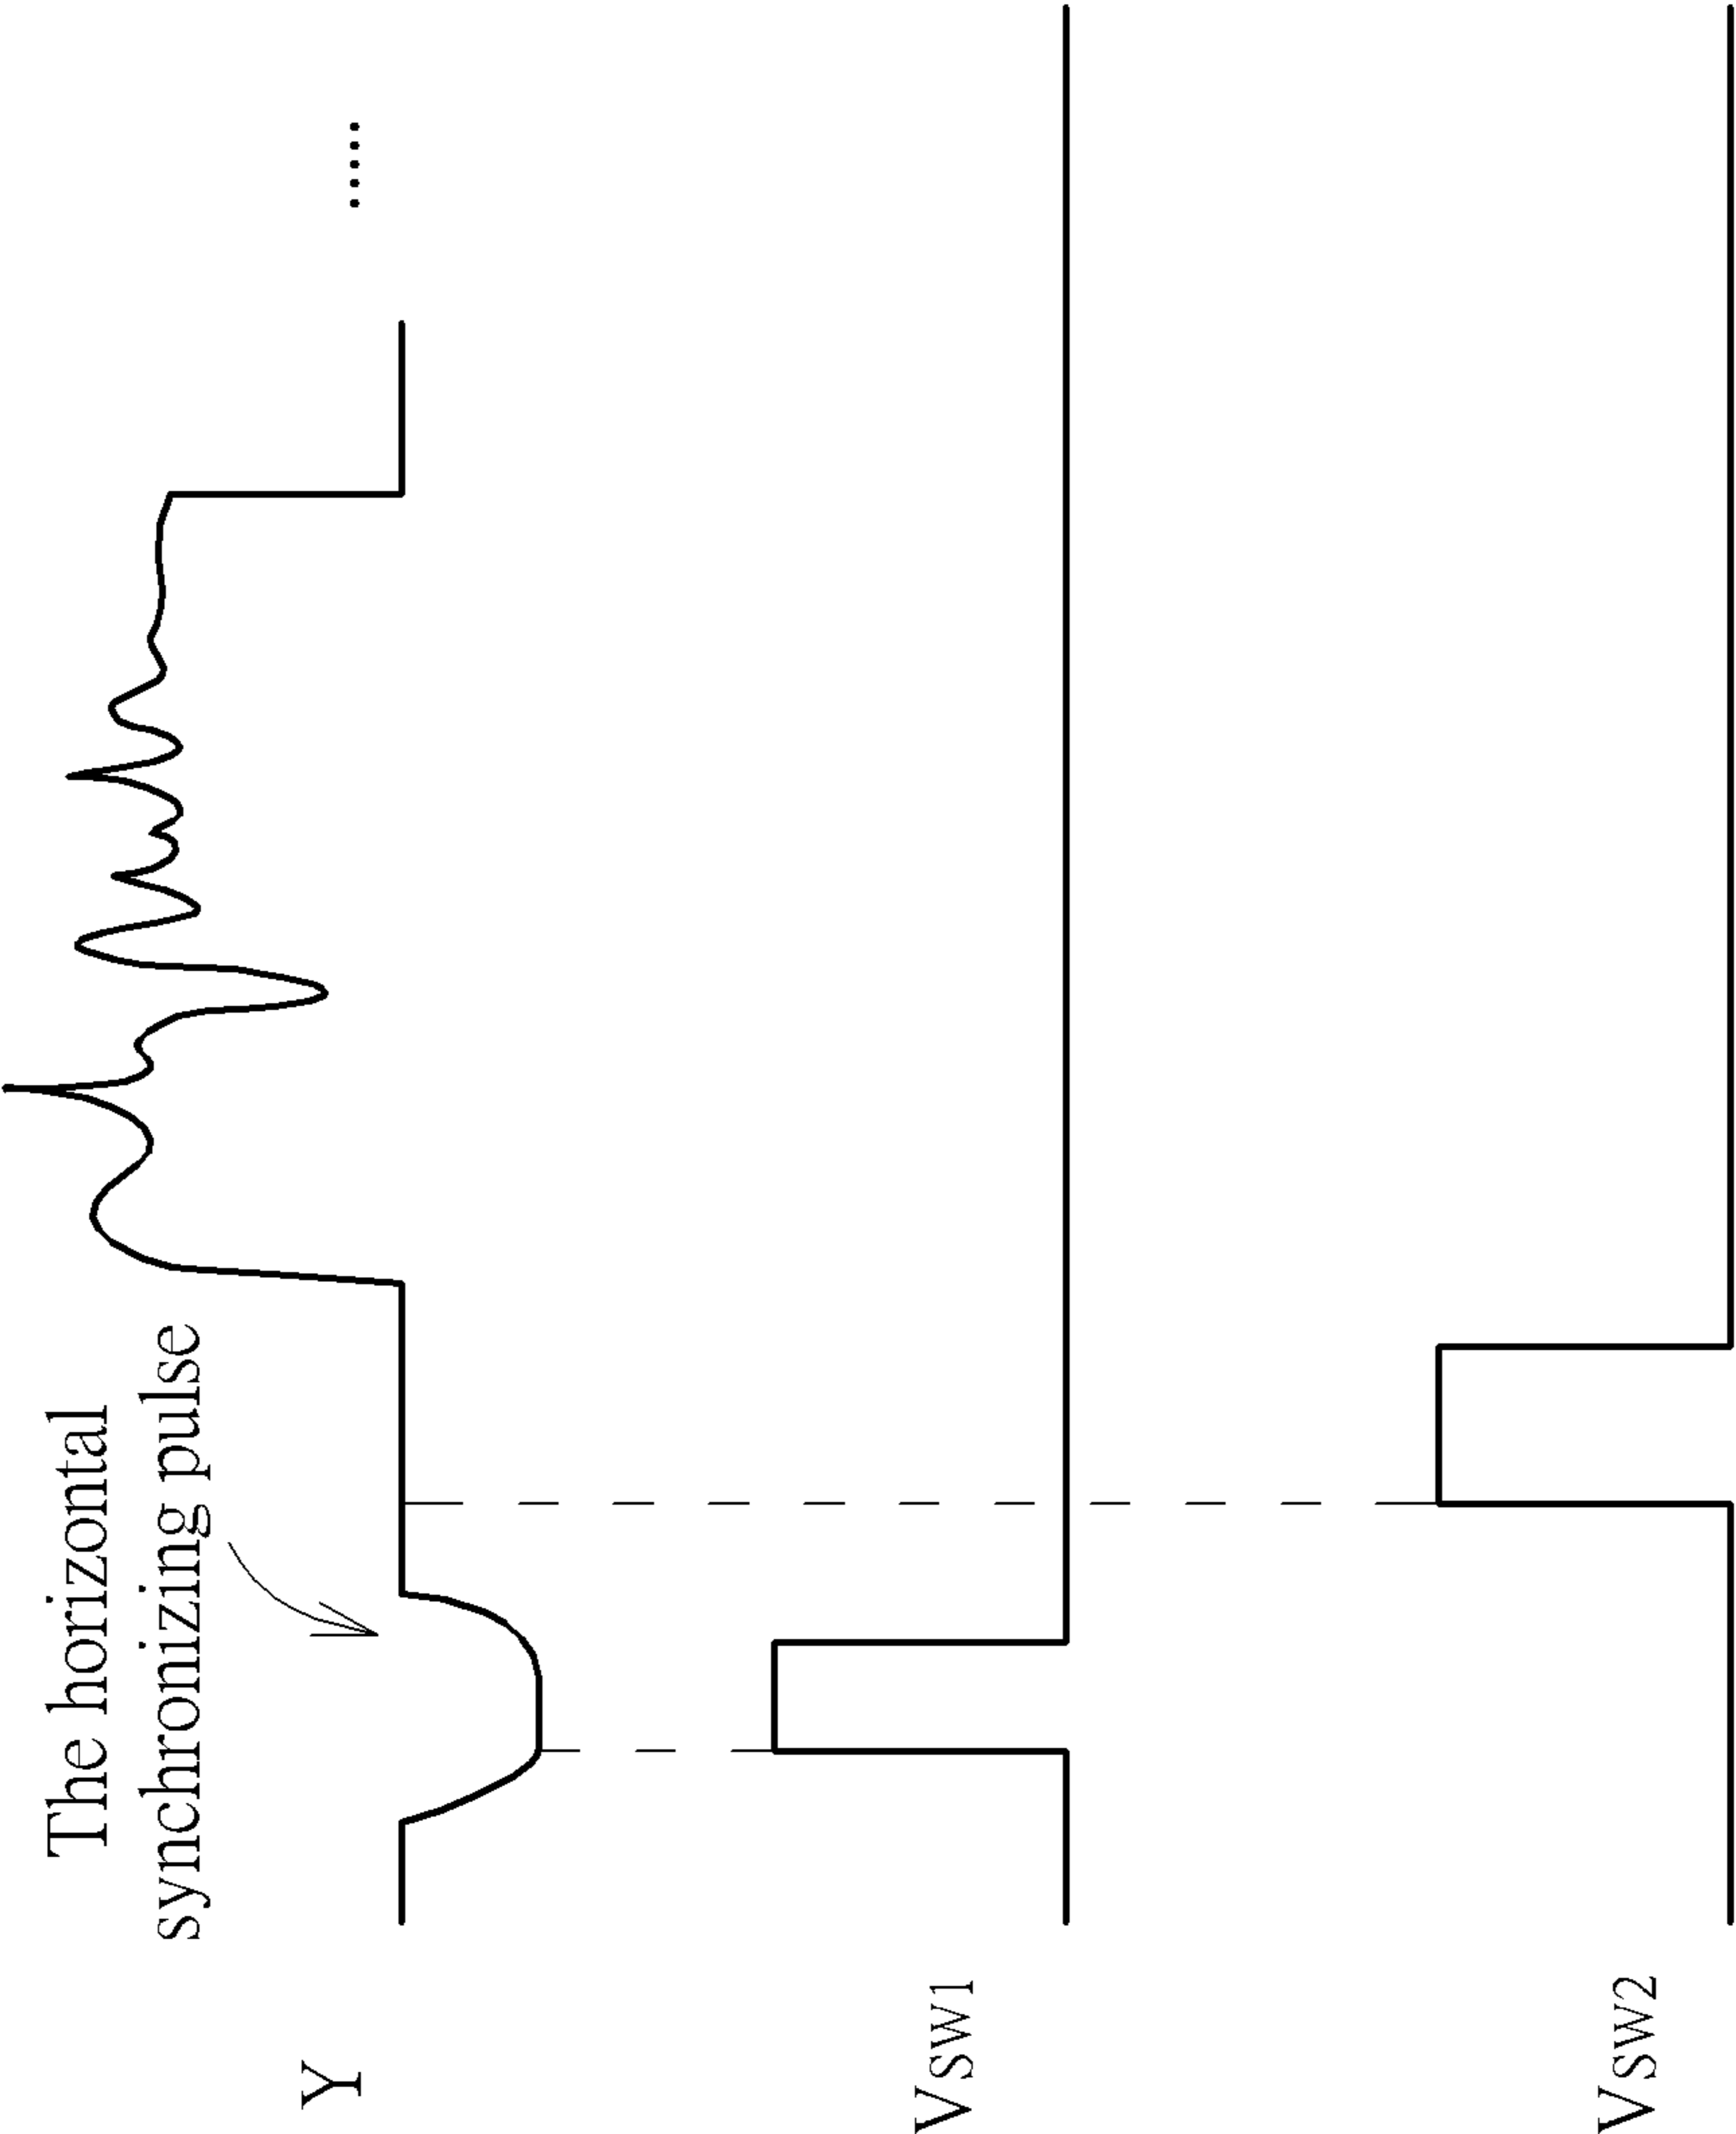 The horizontal
synchronizing pulse
Y
.....
VSW1
VSW2